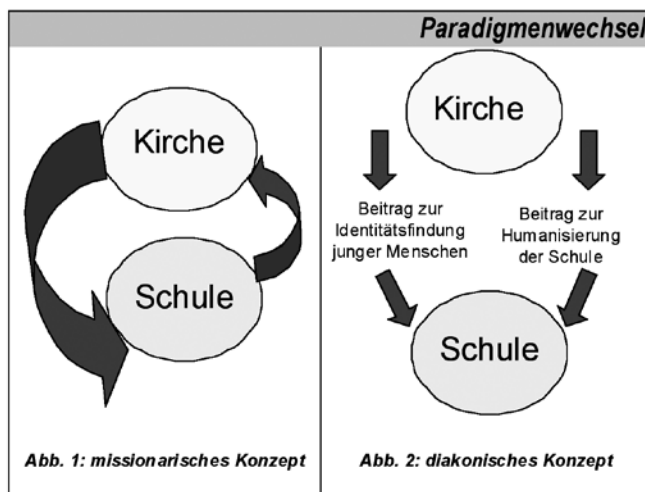 Paradigmenwechsel
Kirche
Schule
Abb. 1: missionarisches Konzept
Kirche
Beitrag zur
Identitätsfindung
junger Menschen
Beitrag zur
Humanisierung
der Schule
Schule
Abb. 2: diakonisches Konzept